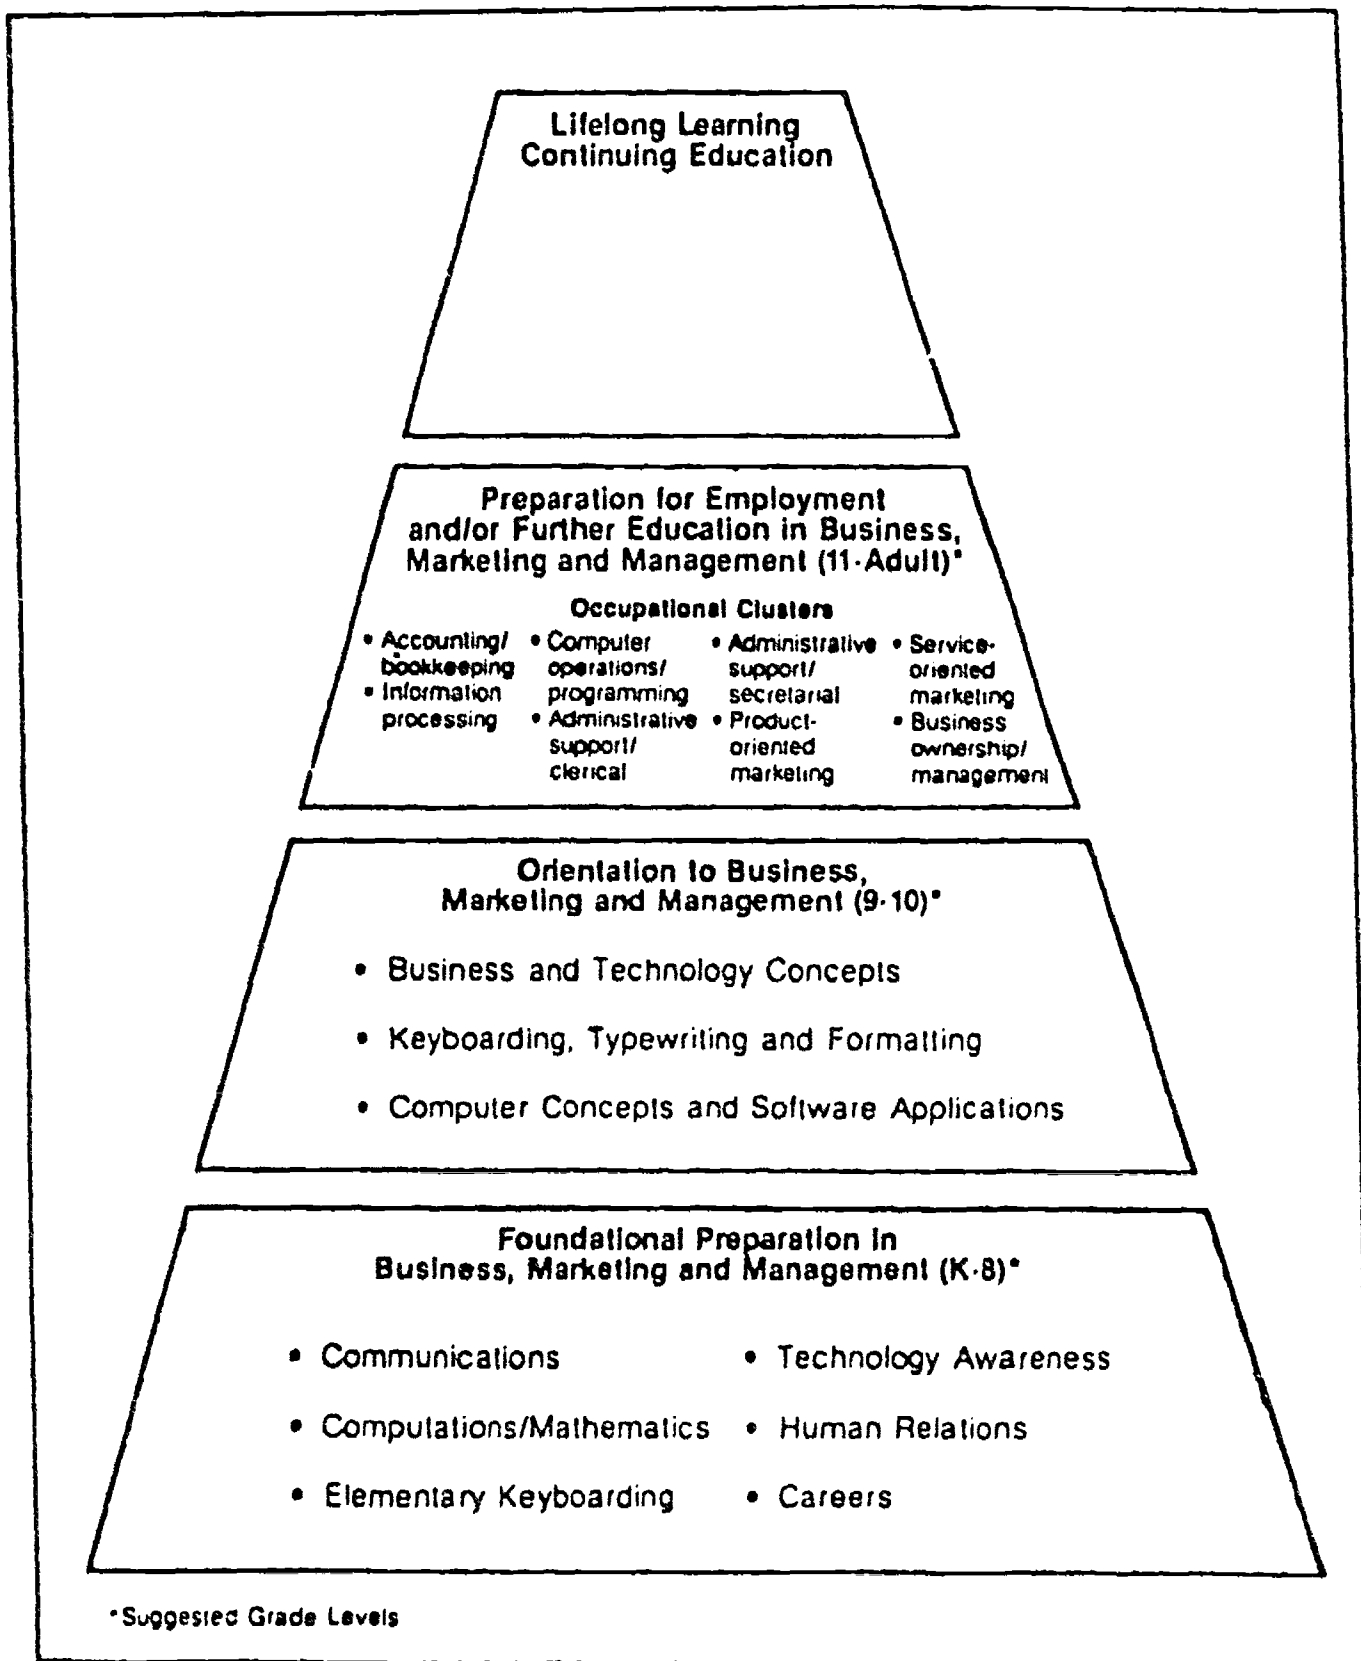 Lifelong Learning
Continuing Education
Preparation for Employment
and/or Further Education in Business,
Marketing and Management (11-Adult)*
Occupational Clusters
• Accounting/
bookkeeping
• Information
processing
• Computer
operations/
programming
• Administrative
support/
clerical
• Administrative
support/
secretarial
• Product-
oriented
marketing
• Service-
oriented
marketing
• Business
ownership/
management
Orientation to Business,
Marketing and Management (9-10)*
• Business and Technology Concepts
• Keyboarding, Typewriting and Formatting
• Computer Concepts and Software Applications
Foundational Preparation in
Business, Marketing and Management (K-8)*
• Communications
• Computations/Mathematics
• Elementary Keyboarding
• Technology Awareness
• Human Relations
• Careers
*Suggested Grade Levels